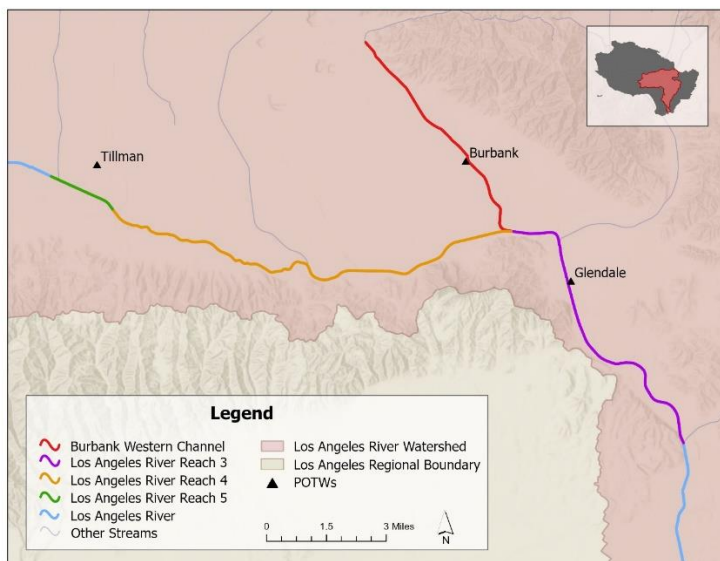 Tillman
Burbank
Glendale
Legend
Burbank Western Channel
Los Angeles River Reach 3
Los Angeles River Reach 4
Los Angeles River Reach 5
Los Angeles River
Other Streams
Los Angeles River Watershed
Los Angeles Regional Boundary
POTWs
0 1.5 3 Miles
N